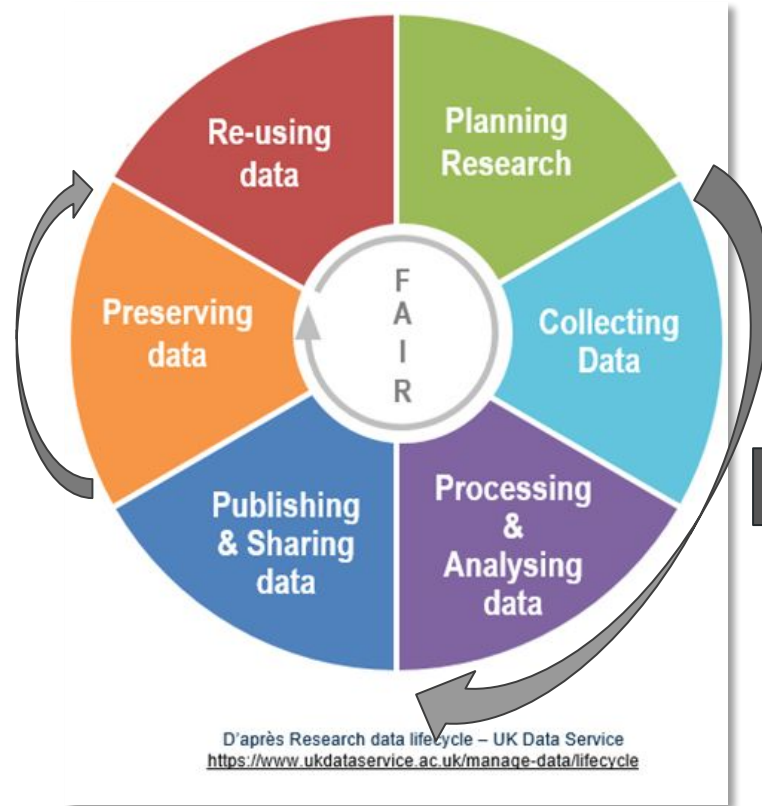 Planning
Research
Collecting
Data
Processing
&
Analysing
data
Publishing
& Sharing
data
Preserving
data
Re-using
data
F
A
I
R
D'après Research data lifecycle – UK Data Service
https://www.ukdataservice.ac.uk/manage-data/lifecycle